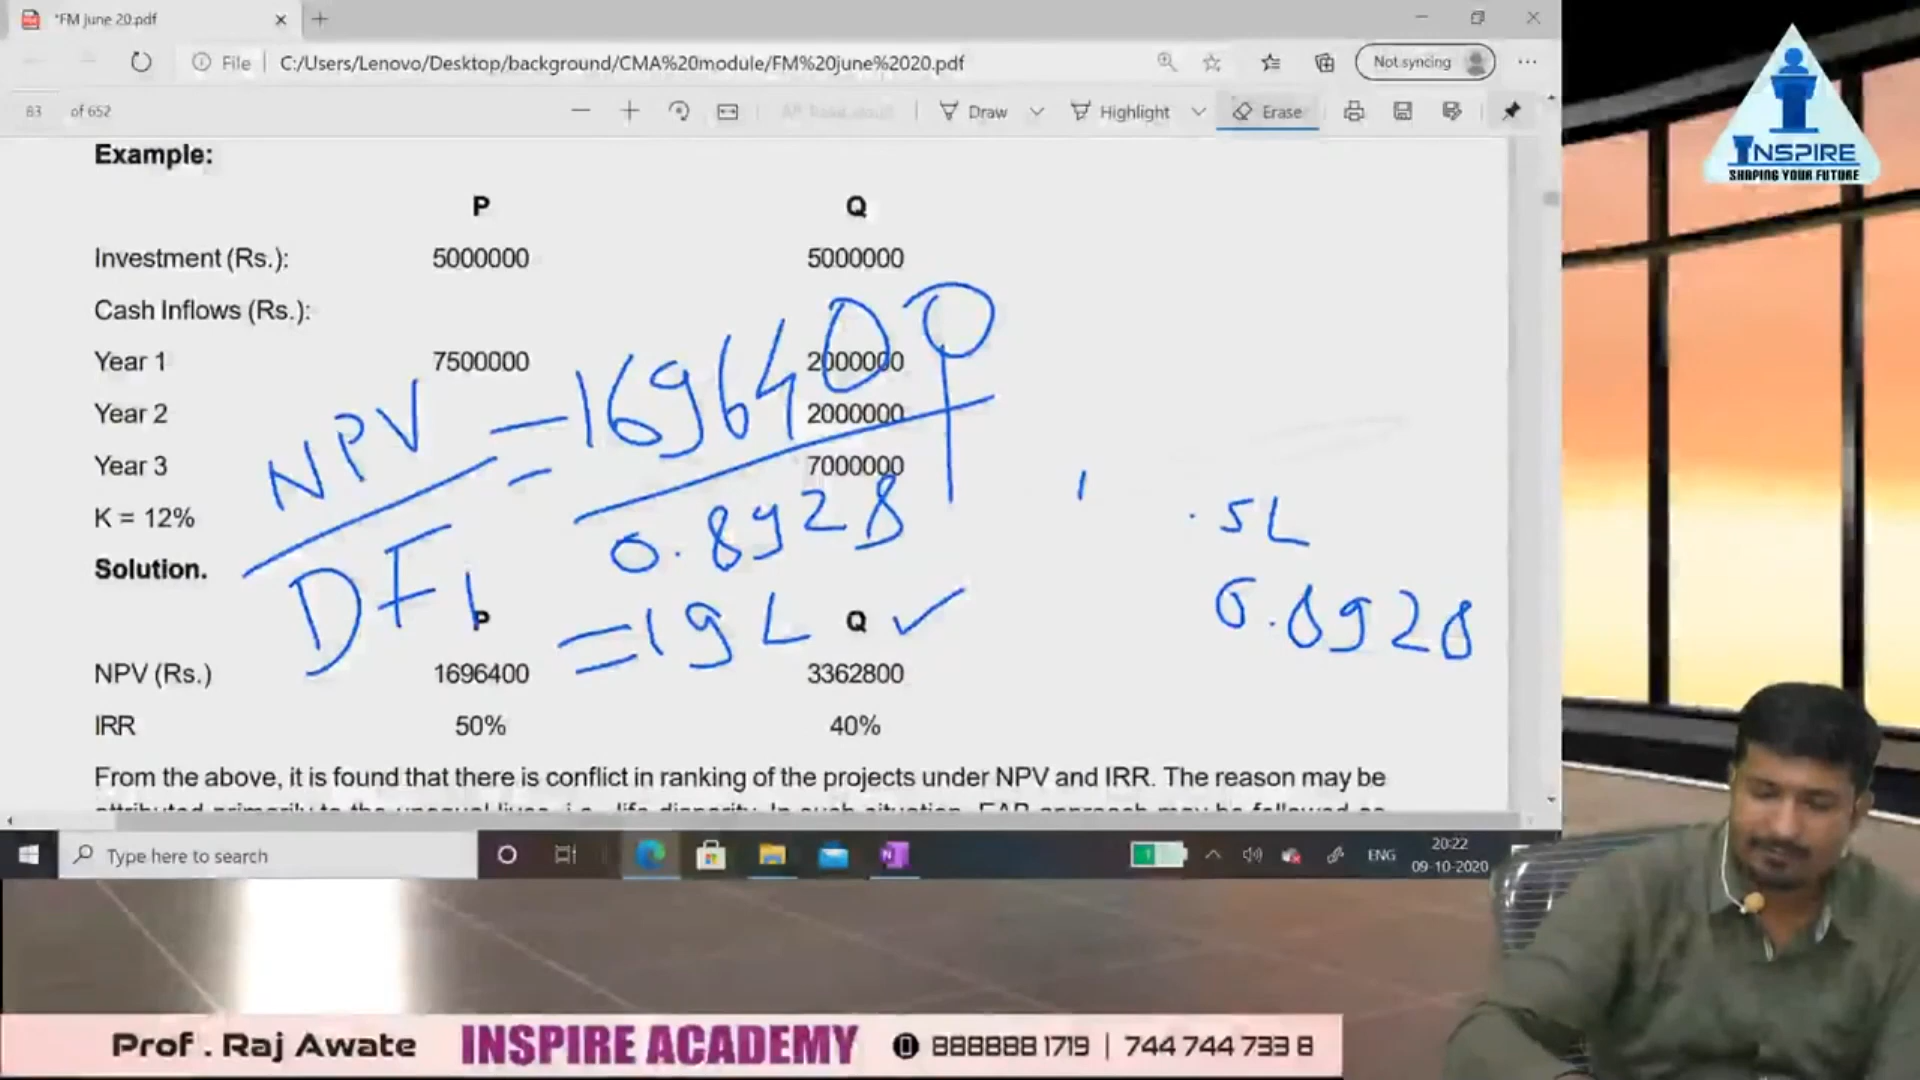 *FM June 20.pdf
File C:/Users/Lenovo/Desktop/background/CMA%20module/FM%20june%2020.pdf Not syncing
83 of 652 Draw Highlight Erase
INSPIRE
SHAPING YOUR FUTURE
Example:
P Q
Investment (Rs.): 5000000 5000000
Cash Inflows (Rs.):
Year 1 7500000 2000000
Year 2 2000000
Year 3 7000000
K = 12%
NPV = 1696400
DF1 0.8928
= 19 L
.5L
0.8928
Solution.
P Q
NPV (Rs.) 1696400 3362800
IRR 50% 40%
From the above, it is found that there is conflict in ranking of the projects under NPV and IRR. The reason may be
Type here to search
ENG 20:22
09-10-2020
Prof . Raj Awate INSPIRE ACADEMY 888888 1719 | 744 744 733 8